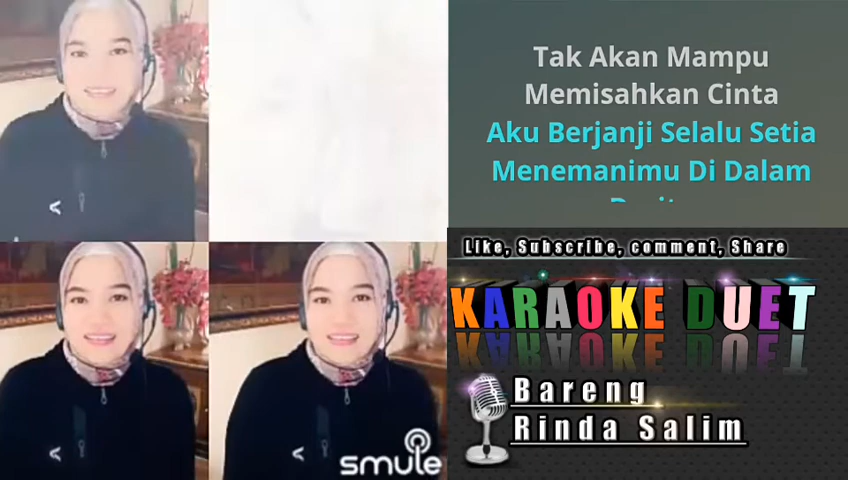 Tak Akan Mampu
Memisahkan Cinta
Aku Berjanji Selalu Setia
Menemanimu Di Dalam
Like, Subscribe, comment, Share
KARAOKE DUET
Bareng
Rinda Salim
smule